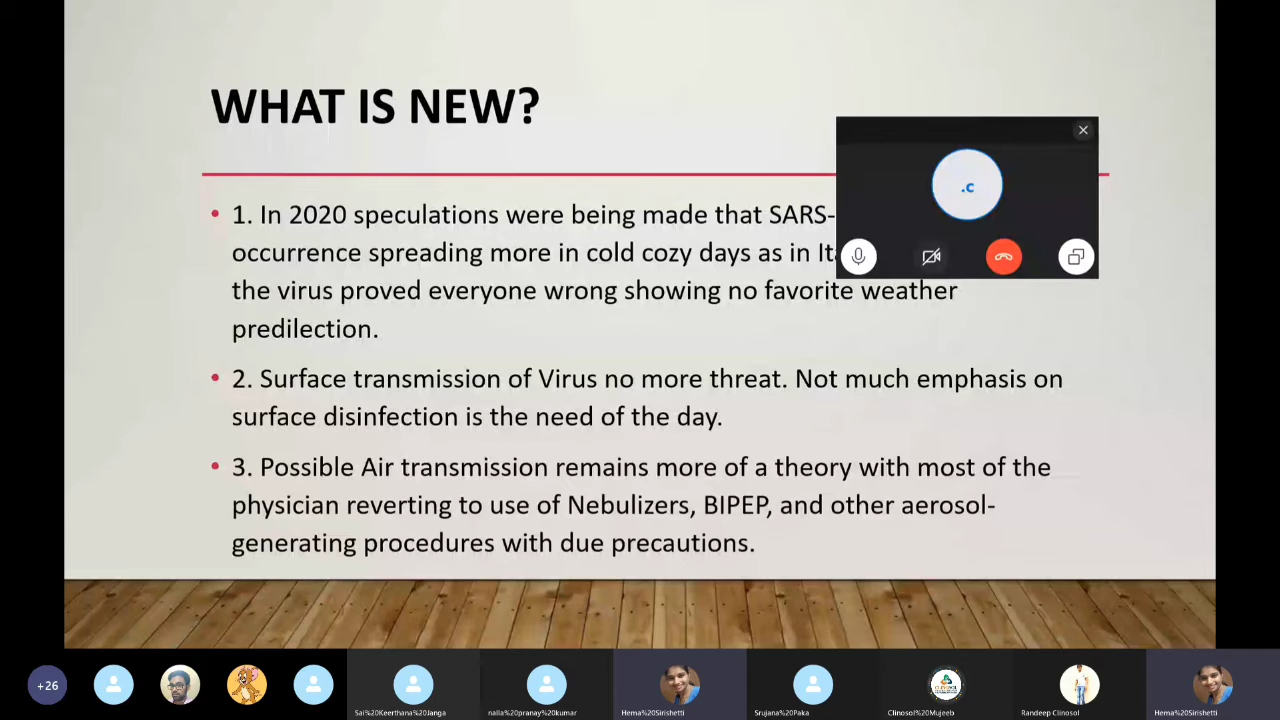 WHAT IS NEW?
• 1. In 2020 speculations were being made that SARS-
occurrence spreading more in cold cozy days as in
the virus proved everyone wrong showing no favorite weather
predilection.
• 2. Surface transmission of Virus no more threat. Not much emphasis on
surface disinfection is the need of the day.
• 3. Possible Air transmission remains more of a theory with most of the
physician reverting to use of Nebulizers, BIPEP, and other aerosol-
generating procedures with due precautions.
.c
+26
Sai%20Keerthana%20Janga
nalla%20pranay%20kumar
Hema%20Sirishetti
Srujana%20Paka
CLINOSOL
Clinosol%20Mujeeb
Randeep Clinosol
Hema%20Sirishetti